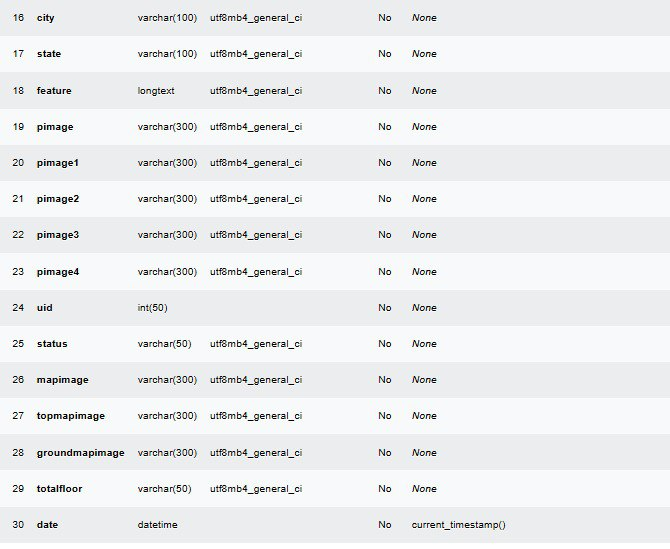 16 city varchar(100) utf8mb4_general_ci No None
17 state varchar(100) utf8mb4_general_ci No None
18 feature longtext utf8mb4_general_ci No None
19 pimage varchar(300) utf8mb4_general_ci No None
20 pimage1 varchar(300) utf8mb4_general_ci No None
21 pimage2 varchar(300) utf8mb4_general_ci No None
22 pimage3 varchar(300) utf8mb4_general_ci No None
23 pimage4 varchar(300) utf8mb4_general_ci No None
24 uid int(50) No None
25 status varchar(50) utf8mb4_general_ci No None
26 mapimage varchar(300) utf8mb4_general_ci No None
27 topmapimage varchar(300) utf8mb4_general_ci No None
28 groundmapimage varchar(300) utf8mb4_general_ci No None
29 totalfloor varchar(50) utf8mb4_general_ci No None
30 date datetime No current_timestamp()